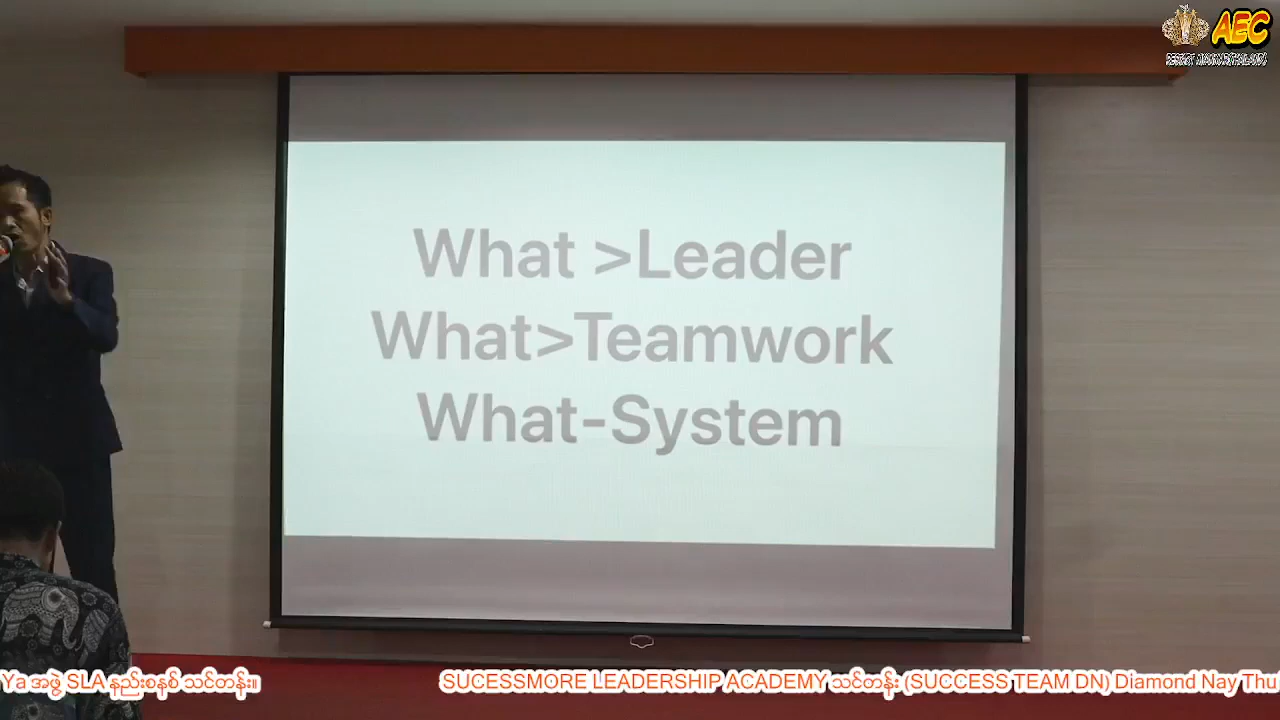 AEC
What >Leader
What>Teamwork
What-System
Ya အဖွဲ့ SLA နည်းစနစ် သင်တန်း။ SUCESSMORE LEADERSHIP ACADEMY သင်တန်း (SUCCESS TEAM DN) Diamond Nay Thu